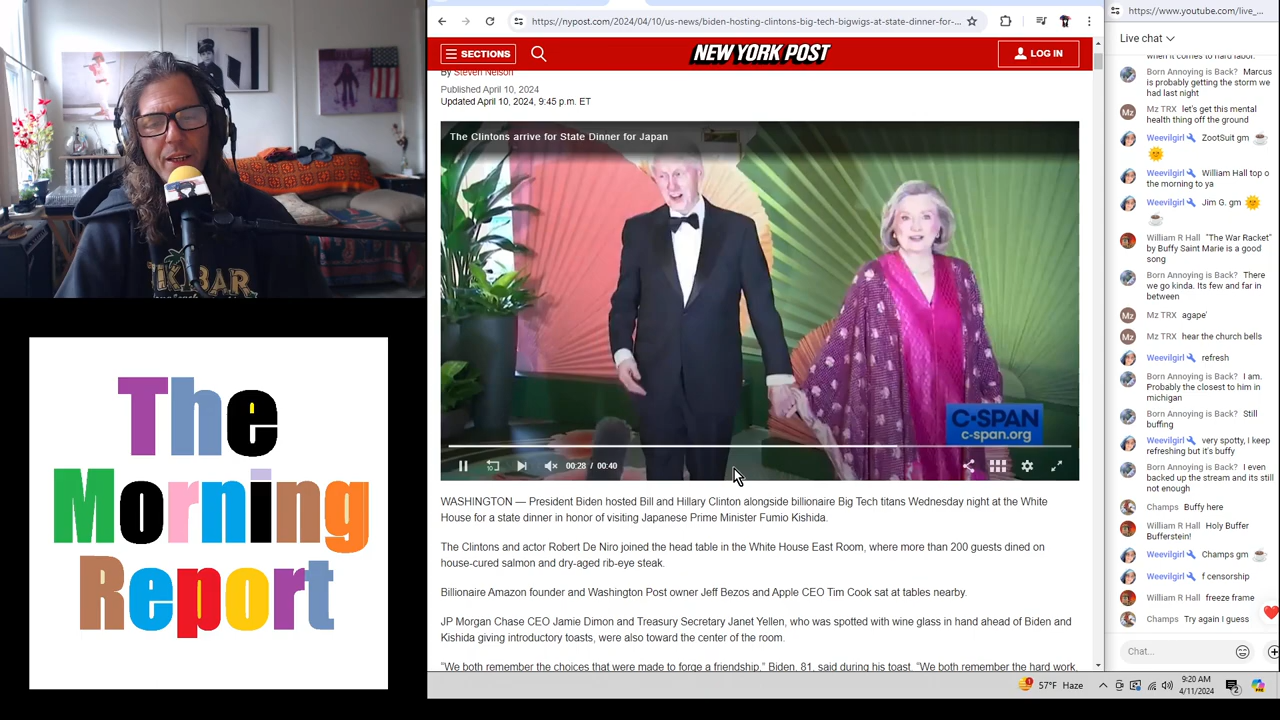 TIKI BAR
The
Morning
Report
https://nypost.com/2024/04/10/us-news/biden-hosting-clintons-big-tech-bigwigs-at-state-dinner-for-...
SECTIONS
NEW YORK POST
LOG IN
By Steven Nelson
Published April 10, 2024
Updated April 10, 2024, 9:45 p.m. ET
The Clintons arrive for State Dinner for Japan
C-SPAN
c-span.org
00:28 / 00:40
WASHINGTON — President Biden hosted Bill and Hillary Clinton alongside billionaire Big Tech titans Wednesday night at the White
House for a state dinner in honor of visiting Japanese Prime Minister Fumio Kishida.
The Clintons and actor Robert De Niro joined the head table in the White House East Room, where more than 200 guests dined on
house-cured salmon and dry-aged rib-eye steak.
Billionaire Amazon founder and Washington Post owner Jeff Bezos and Apple CEO Tim Cook sat at tables nearby.
JP Morgan Chase CEO Jamie Dimon and Treasury Secretary Janet Yellen, who was spotted with wine glass in hand ahead of Biden and
Kishida giving introductory toasts, were also toward the center of the room.
“We both remember the choices that were made to forge a friendship,” Biden, 81, said during his toast. “We both remember the hard work,
https://www.youtube.com/live_...
Live chat
when it comes to hard labor.
Born Annoying is Back? Marcus
is probably getting the storm we
had last night
Mz TRX let's get this mental
health thing off the ground
Weevilgirl ZootSuit gm
Weevilgirl William Hall top o
the morning to ya
Weevilgirl Jim G. gm
William R Hall "The War Racket"
by Buffy Saint Marie is a good
song
Born Annoying is Back? There
we go kinda. Its few and far in
between
Mz TRX agape'
Mz TRX hear the church bells
Weevilgirl refresh
Born Annoying is Back? I am.
Probably the closest to him in
michigan
Born Annoying is Back? Still
buffing
Weevilgirl very spotty, I keep
refreshing but it's buffy
Born Annoying is Back? I even
backed up the stream and its still
not enough
Champs Buffy here
William R Hall Holy Buffer
Bufferstein!
Weevilgirl Champs gm
Weevilgirl f censorship
William R Hall freeze frame
Champs Try again I guess
Chat...
57°F Haze
9:20 AM
4/11/2024